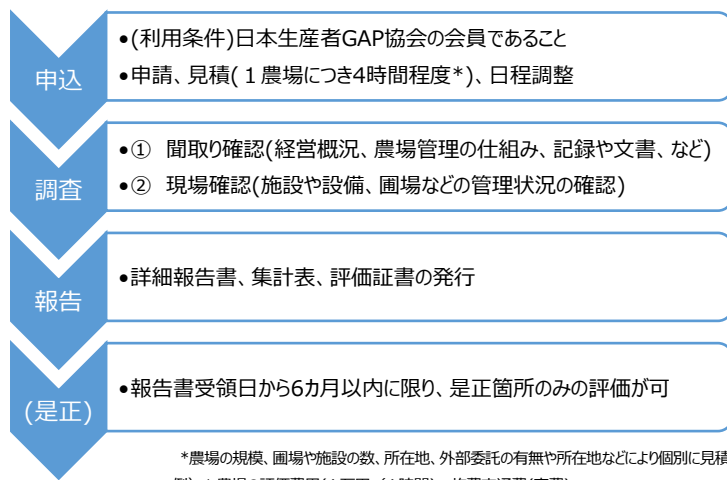 申込
•(利用条件)日本生産者GAP協会の会員であること
•申請、見積(１農場につき4時間程度*)、日程調整
調査
•① 聞取り確認(経営概況、農場管理の仕組み、記録や文書、など)
•② 現場確認(施設や設備、圃場などの管理状況の確認)
報告
•詳細報告書、集計表、評価証書の発行
(是正)
•報告書受領日から6カ月以内に限り、是正箇所のみの評価が可
*農場の規模、圃場や施設の数、所在地、外部委託の有無や所在地などにより個別に見積